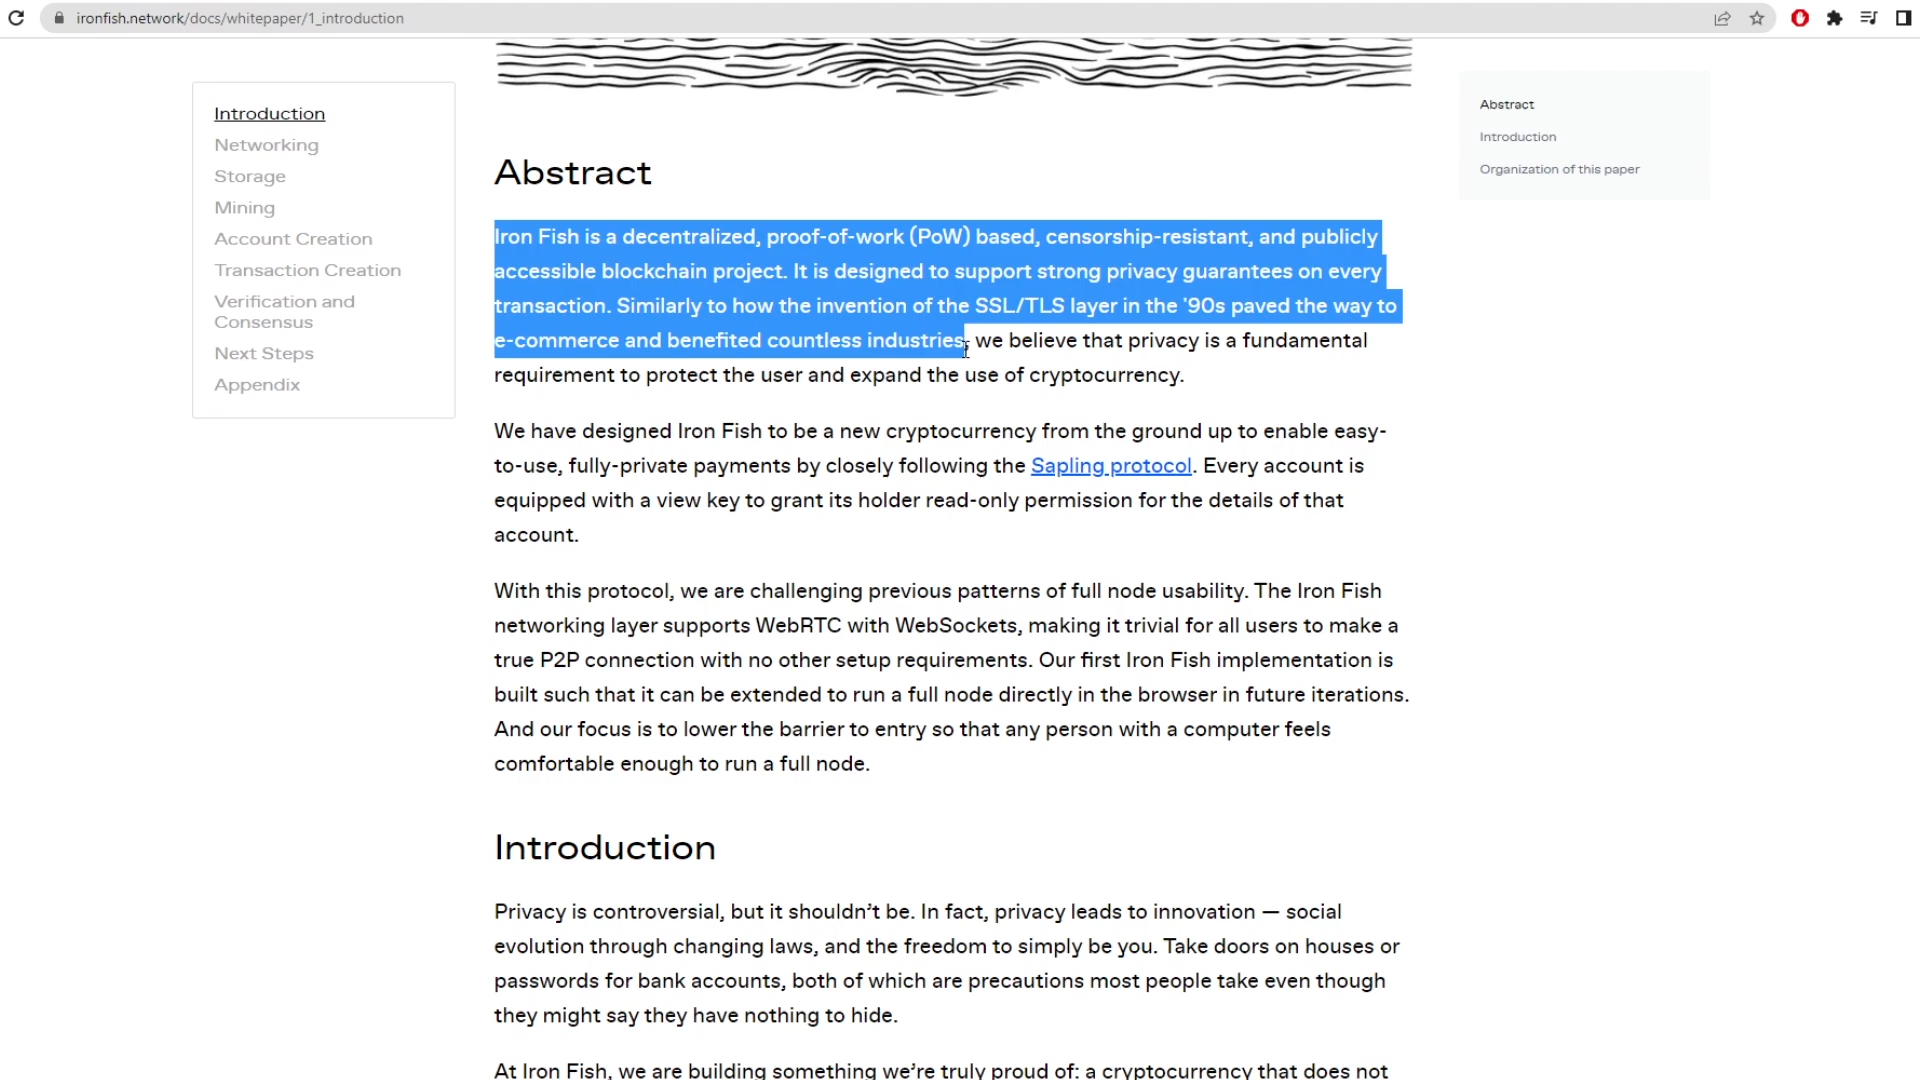 ironfish.network/docs/whitepaper/1_introduction
Introduction
Networking
Storage
Mining
Account Creation
Transaction Creation
Verification and
Consensus
Next Steps
Appendix
Abstract
Iron Fish is a decentralized, proof-of-work (PoW) based, censorship-resistant, and publicly
accessible blockchain project. It is designed to support strong privacy guarantees on every
transaction. Similarly to how the invention of the SSL/TLS layer in the '90s paved the way to
e-commerce and benefited countless industries, we believe that privacy is a fundamental
requirement to protect the user and expand the use of cryptocurrency.
We have designed Iron Fish to be a new cryptocurrency from the ground up to enable easy-
to-use, fully-private payments by closely following the Sapling protocol. Every account is
equipped with a view key to grant its holder read-only permission for the details of that
account.
With this protocol, we are challenging previous patterns of full node usability. The Iron Fish
networking layer supports WebRTC with WebSockets, making it trivial for all users to make a
true P2P connection with no other setup requirements. Our first Iron Fish implementation is
built such that it can be extended to run a full node directly in the browser in future iterations.
And our focus is to lower the barrier to entry so that any person with a computer feels
comfortable enough to run a full node.
Introduction
Privacy is controversial, but it shouldn’t be. In fact, privacy leads to innovation — social
evolution through changing laws, and the freedom to simply be you. Take doors on houses or
passwords for bank accounts, both of which are precautions most people take even though
they might say they have nothing to hide.
At Iron Fish, we are building something we’re truly proud of: a cryptocurrency that does not
Abstract
Introduction
Organization of this paper